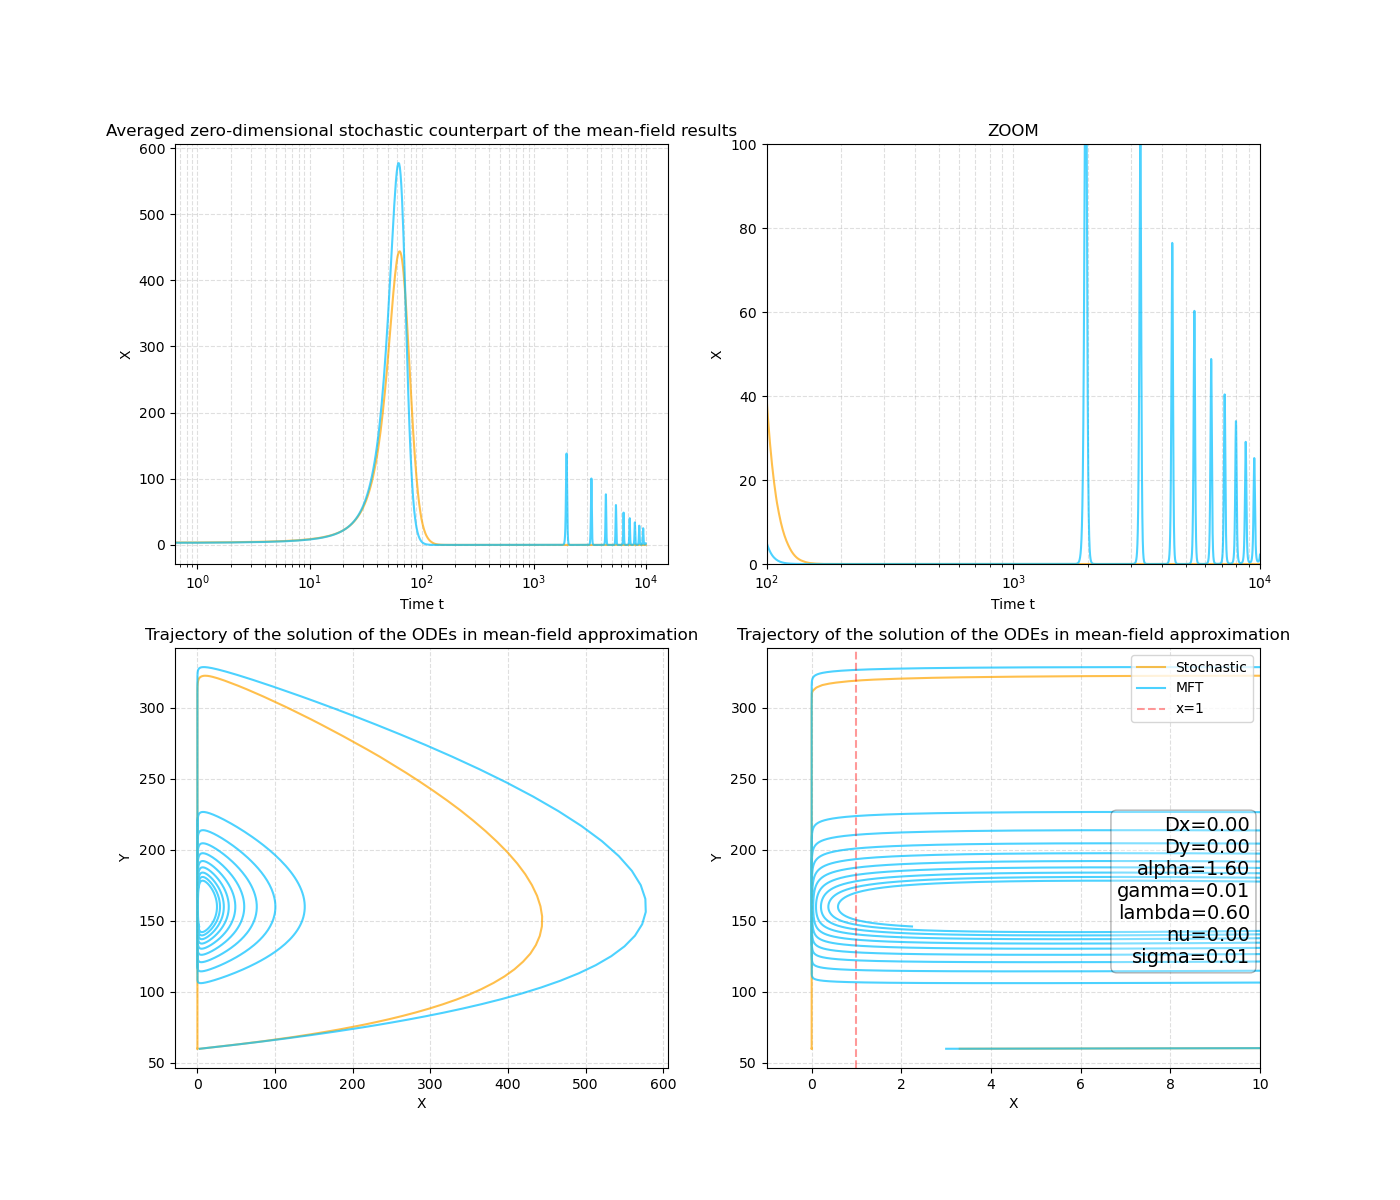 Averaged zero-dimensional stochastic counterpart of the mean-field results
600
500
400
300
200
100
0
X
10^0
10^1
10^2
10^3
10^4
Time t
ZOOM
100
80
60
40
20
0
X
10^2
10^3
10^4
Time t
Trajectory of the solution of the ODEs in mean-field approximation
300
250
200
150
100
50
Y
0
100
200
300
400
500
600
X
Trajectory of the solution of the ODEs in mean-field approximation
Stochastic
MFT
x=1
300
250
200
150
100
50
Y
Dx=0.00
Dy=0.00
alpha=1.60
gamma=0.01
lambda=0.60
nu=0.00
sigma=0.01
0
2
4
6
8
10
X